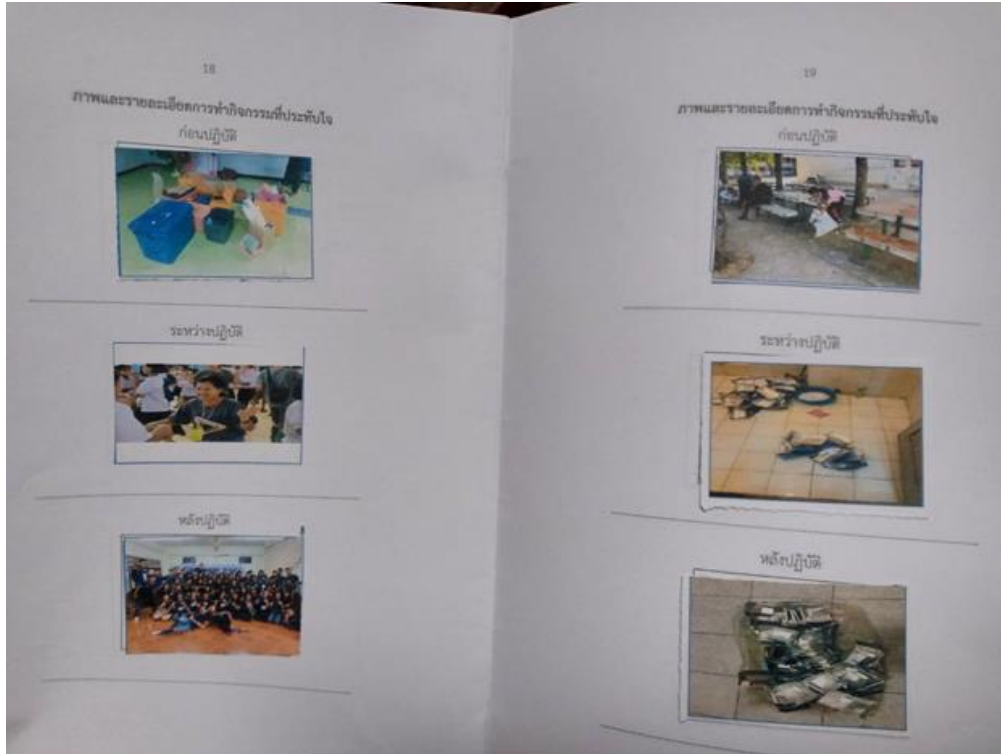 18
ภาพและรายละเอียดการทำกิจกรรมที่ประทับใจ
ก่อนปฏิบัติ
ระหว่างปฏิบัติ
หลังปฏิบัติ
19
ภาพและรายละเอียดการทำกิจกรรมที่ประทับใจ
ก่อนปฏิบัติ
ระหว่างปฏิบัติ
หลังปฏิบัติ